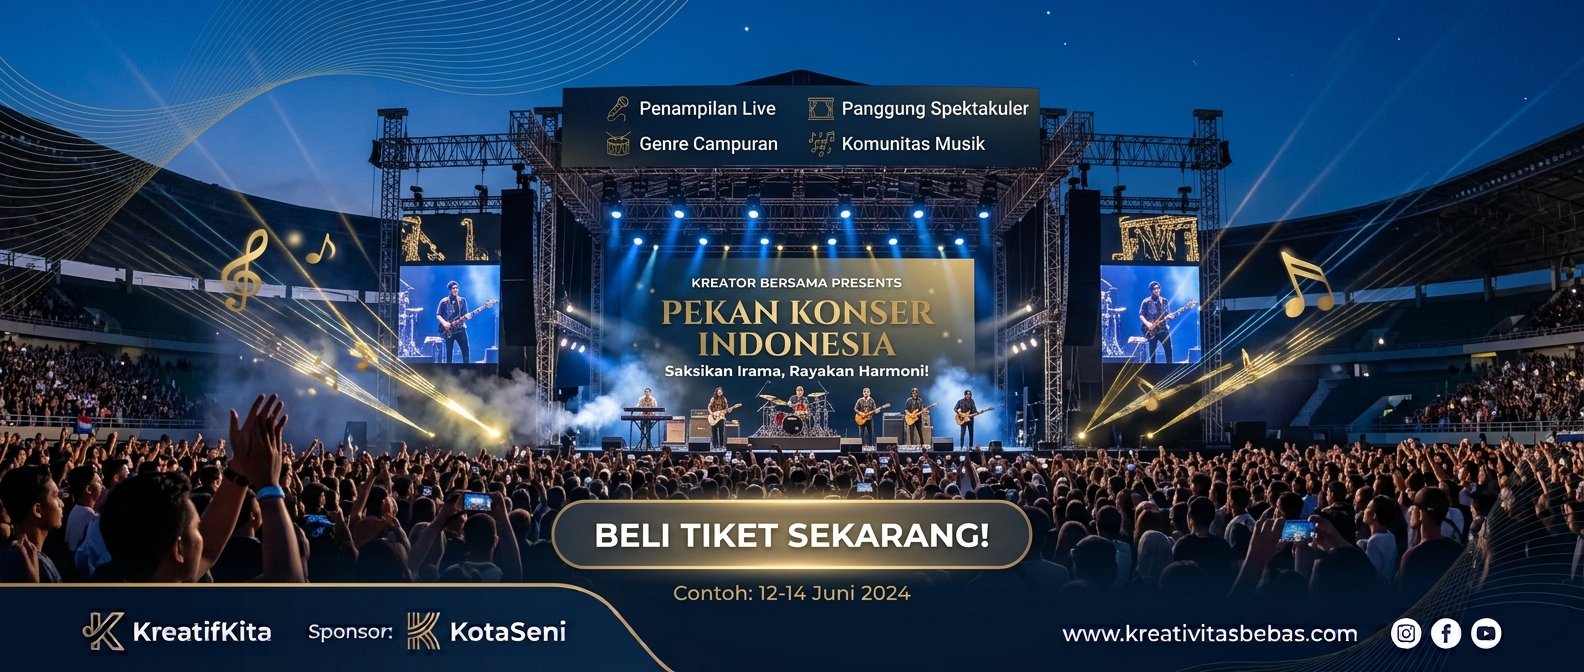 Penampilan Live
Panggung Spektakuler
Genre Campuran
Komunitas Musik
KREATOR BERSAMA PRESENTS
PEKAN KONSER
INDONESIA
Saksikan Irama, Rayakan Harmoni!
BELI TIKET SEKARANG!
Contoh: 12-14 Juni 2024
KreatifKita
Sponsor: KotaSeni
www.kreativitasbebas.com